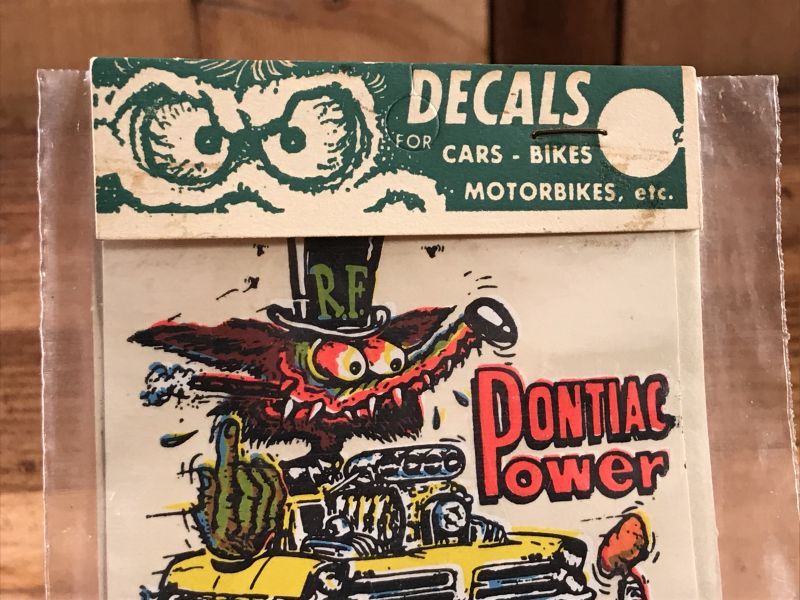 DECALS
FOR
CARS - BIKES
MOTORBIKES, etc.
R.F.
PONTIAC
Power